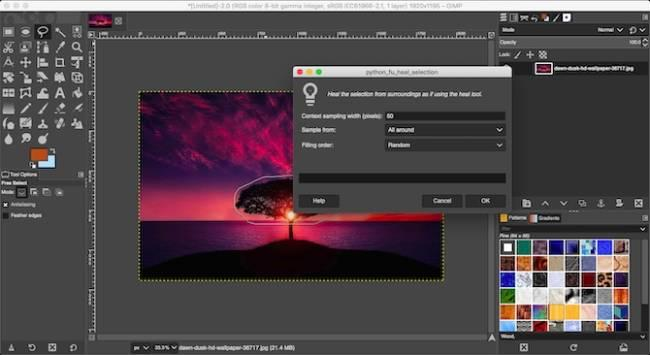 *[Untitled]-2.0 (RGB color 8-bit gamma integer, sRGB IEC61966-2.1, 1 layer) 1920x1195 – GIMP
Mode
Normal
Opacity
100.0
Lock:
dawn-dusk-hd-wallpaper-36717.jpg
python_fu_heal_selection
Heal the selection from surroundings as if using the heal tool.
Context sampling width (pixels): 50
Sample from: All around
Filling order: Random
Help
Cancel
OK
Tool Options
Free Select
Mode:
Antialiasing
Feather edges
Patterns
Gradients
filter
Pine (64 x 64)
Wood,
px
33.3 %
dawn-dusk-hd-wallpaper-36717.jpg (21.4 MB)